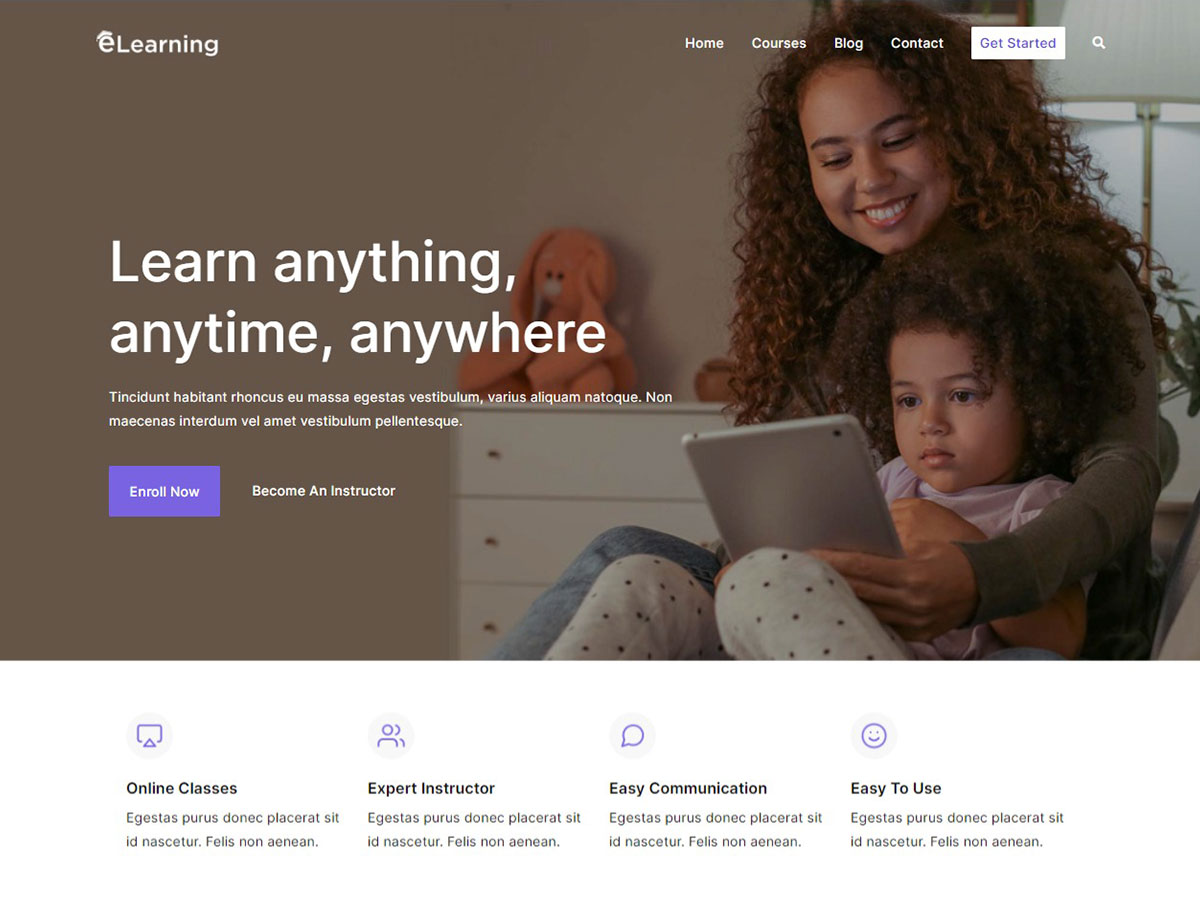 eLearning
Home Courses Blog Contact Get Started
Learn anything,
anytime, anywhere
Tincidunt habitant rhoncus eu massa egestas vestibulum, varius aliquam natoque. Non
maecenas interdum vel amet vestibulum pellentesque.
Enroll Now Become An Instructor
Online Classes
Egestas purus donec placerat sit
id nascetur. Felis non aenean.
Expert Instructor
Egestas purus donec placerat sit
id nascetur. Felis non aenean.
Easy Communication
Egestas purus donec placerat sit
id nascetur. Felis non aenean.
Easy To Use
Egestas purus donec placerat sit
id nascetur. Felis non aenean.